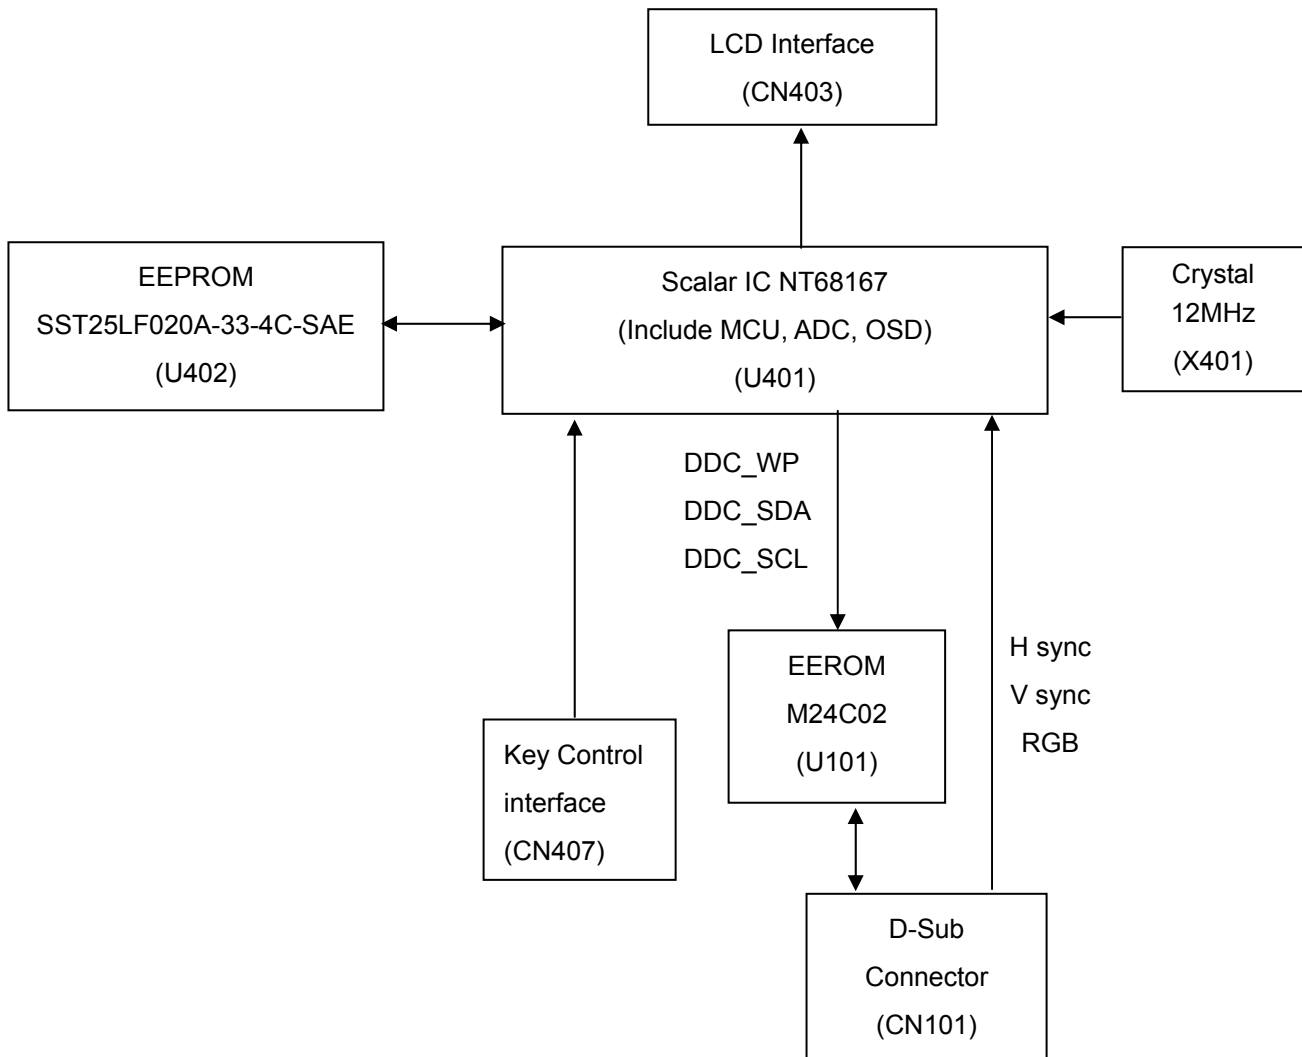 LCD Interface
(CN403)
EEPROM
SST25LF020A-33-4C-SAE
(U402)
Scalar IC NT68167
(Include MCU, ADC, OSD)
(U401)
Crystal
12MHz
(X401)
DDC_WP
DDC_SDA
DDC_SCL
H sync
V sync
RGB
EEROM
M24C02
(U101)
Key Control
interface
(CN407)
D-Sub
Connector
(CN101)